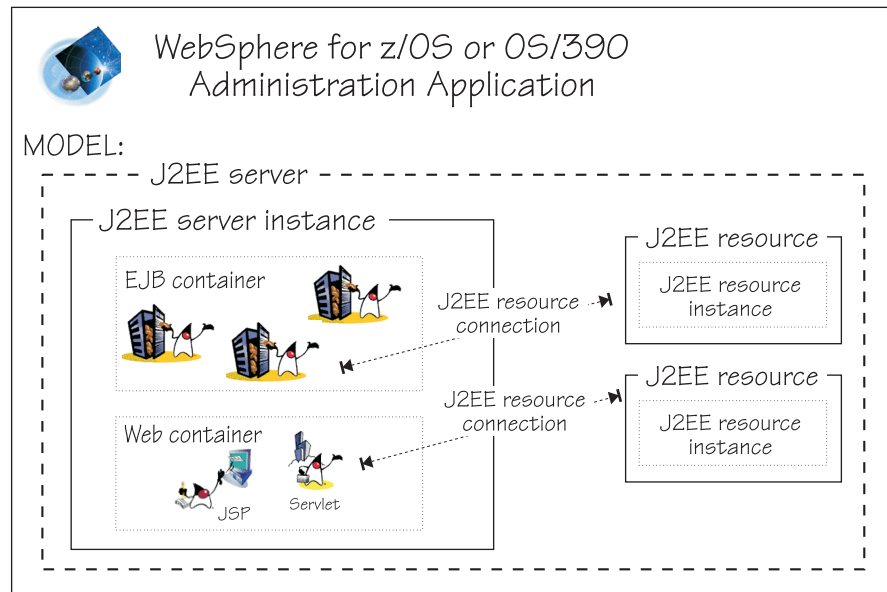 WebSphere for z/OS or OS/390
Administration Application
MODEL:
J2EE server
J2EE server instance
EJB container
J2EE resource
connection
J2EE resource
J2EE resource
instance
Web container
JSP
Servlet
J2EE resource
connection
J2EE resource
J2EE resource
instance